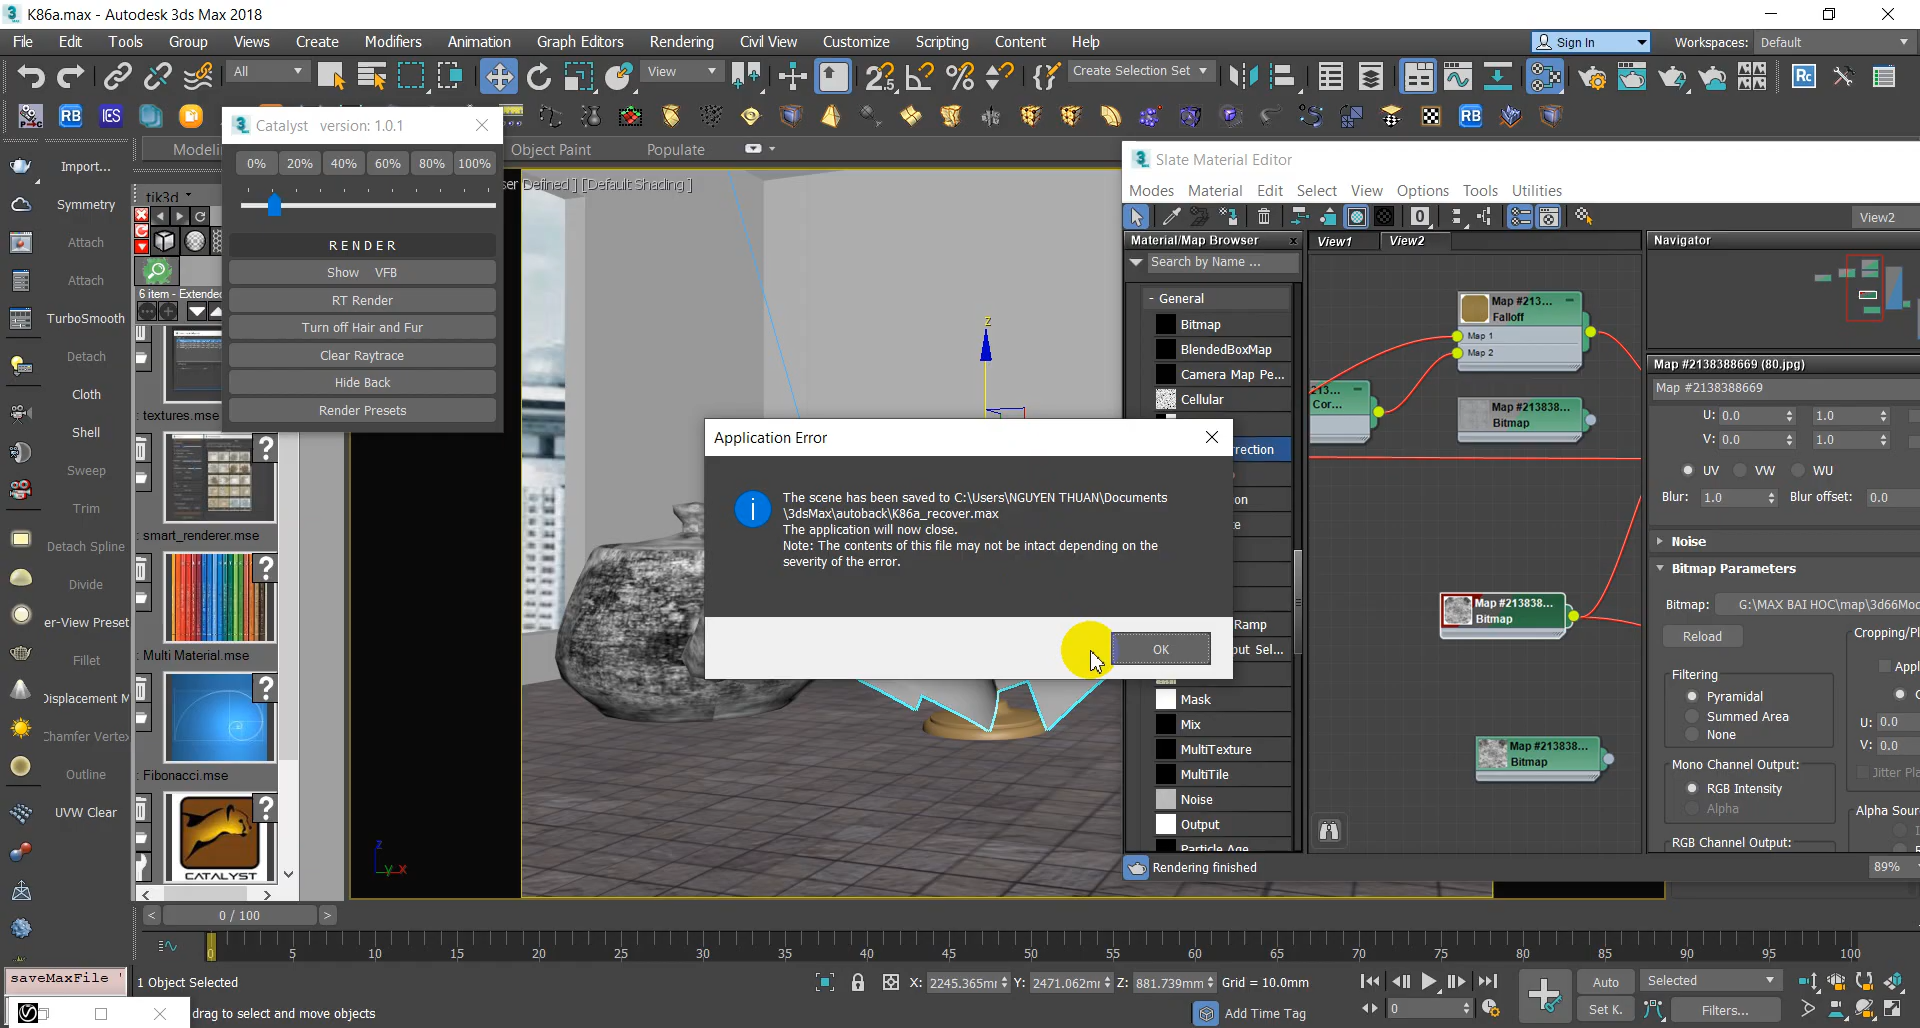 K86a.max - Autodesk 3ds Max 2018
File Edit Tools Group Views Create Modifiers Animation Graph Editors Rendering Civil View Customize Scripting Content Help
Sign In Workspaces: Default
All View Create Selection Set
Catalyst version: 1.0.1
0% 20% 40% 60% 80% 100%
RENDER
Show VFB
RT Render
Turn off Hair and Fur
Clear Raytrace
Hide Back
Render Presets
Object Paint Populate
Defined ] [Default Shading ]
Import...
Symmetry
Attach
Attach
TurboSmooth
Detach
Cloth
Shell
Sweep
Trim
Detach Spline
Divide
er-View Preset
Fillet
Displacement M
Chamfer Vertex
Outline
UVW Clear
tik3d
6 item - Extended
textures.mse
smart_renderer.mse
Multi Material.mse
Fibonacci.mse
CATALYST
Application Error
The scene has been saved to C:\Users\NGUYEN THUAN\Documents
\3dsMax\autoback\K86a_recover.max
The application will now close.
Note: The contents of this file may not be intact depending on the
severity of the error.
OK
Slate Material Editor
Modes Material Edit Select View Options Tools Utilities
View2
Material/Map Browser
Search by Name ...
- General
Bitmap
BlendedBoxMap
Camera Map Pe...
Cellular
rrection
on
e
Ramp
out Sel...
Mask
Mix
MultiTexture
MultiTile
Noise
Output
Particle Age
Rendering finished
View1 View2
Map #213...
Falloff
Map 1
Map 2
213...
Cor...
Map #213838...
Bitmap
Map #213838...
Bitmap
Map #213838...
Bitmap
Navigator
Map #2138388669 (80.jpg)
Map #2138388669
U: 0.0 1.0
V: 0.0 1.0
UV VW WU
Blur: 1.0 Blur offset: 0.0
Noise
Bitmap Parameters
Bitmap: G:\MAX BAI HOC\map\3d66Moc
Reload
Cropping/Pl
Appl
Filtering
Pyramidal
Summed Area
None
U: 0.0
V: 0.0
Jitter Pla
Mono Channel Output:
RGB Intensity
Alpha
Alpha Sour
RGB Channel Output:
89%
0 / 100
0 5 10 15 20 25 30 35 40 45 50 55 60 65 70 75 80 85 90 95 100
saveMaxFile '
1 Object Selected
drag to select and move objects
X: 2245.365mm Y: 2471.062mm Z: 881.739mm Grid = 10.0mm
Add Time Tag
0
Auto Selected
Set K. Filters...